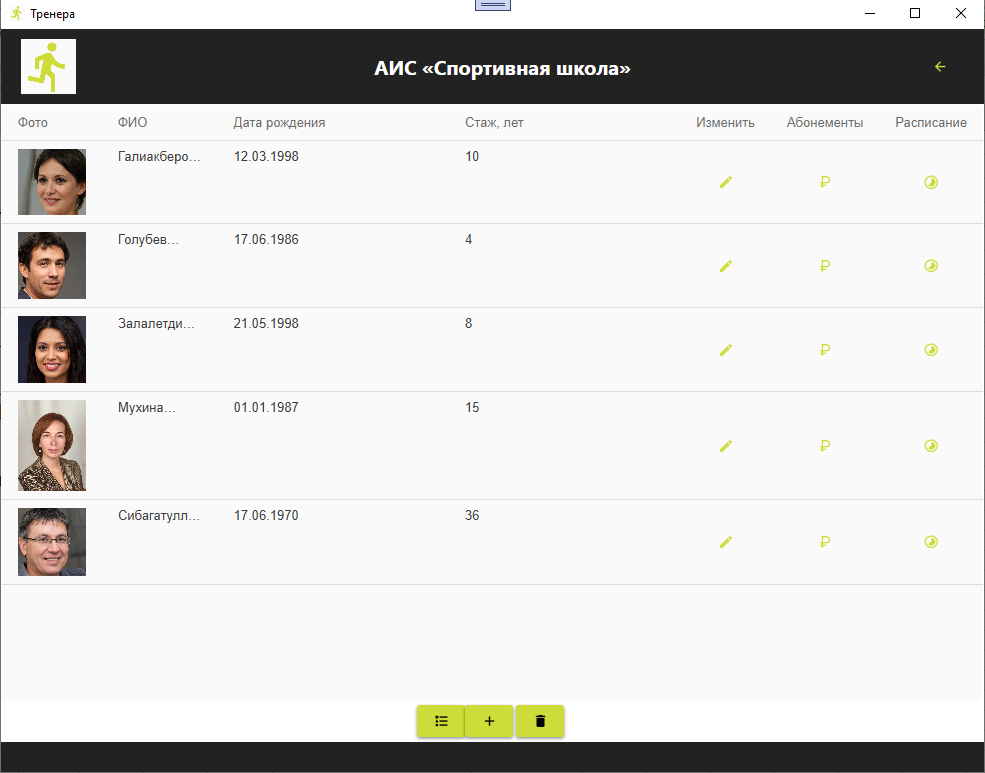 Тренера
АИС «Спортивная школа»
Фото ФИО Дата рождения Стаж, лет Изменить Абонементы Расписание
Галиакберо... 12.03.1998 10
Голубев... 17.06.1986 4
Залалетди... 21.05.1998 8
Мухина... 01.01.1987 15
Сибагатулл... 17.06.1970 36